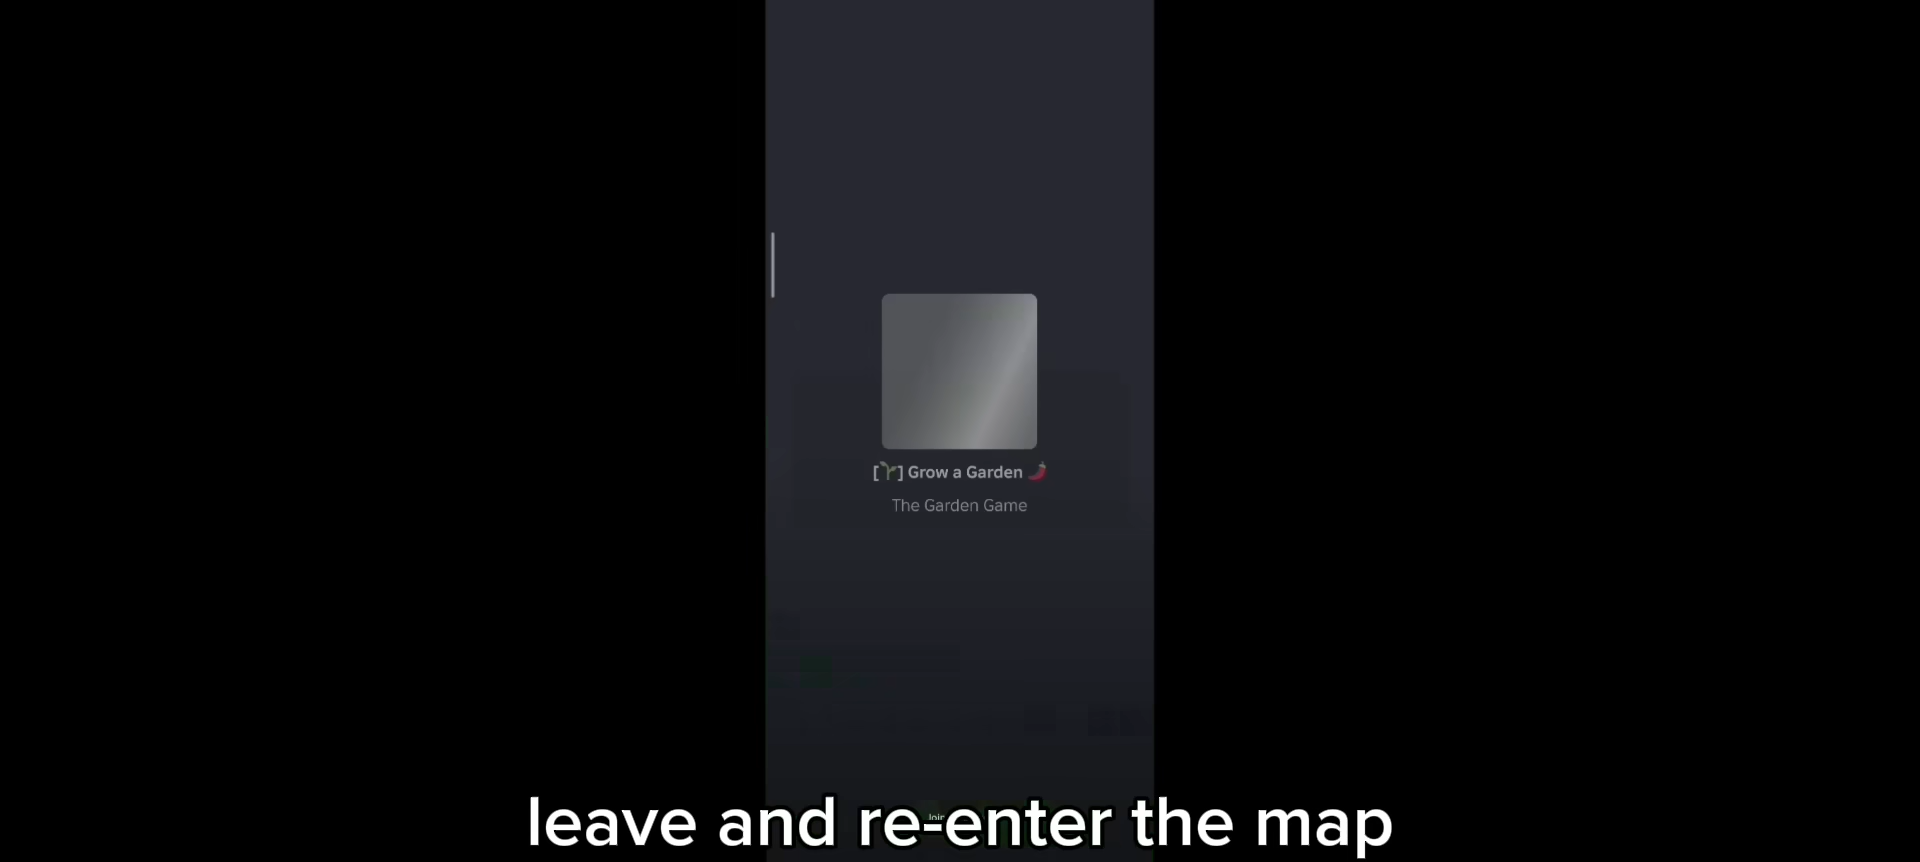 [🌱] Grow a Garden 🌶️
The Garden Game
leave and re-enter the map